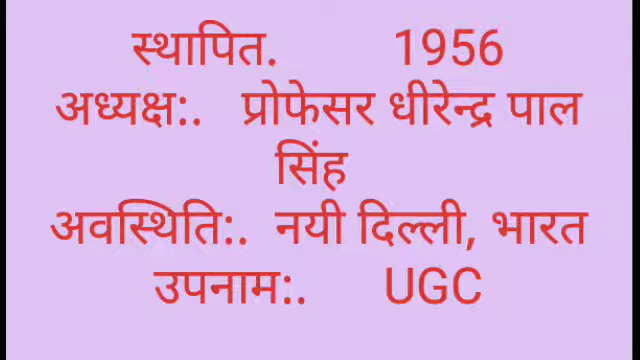 स्थापित. 1956
अध्यक्ष:. प्रोफेसर धीरेन्द्र पाल
सिंह
अवस्थिति:. नयी दिल्ली, भारत
उपनाम:. UGC